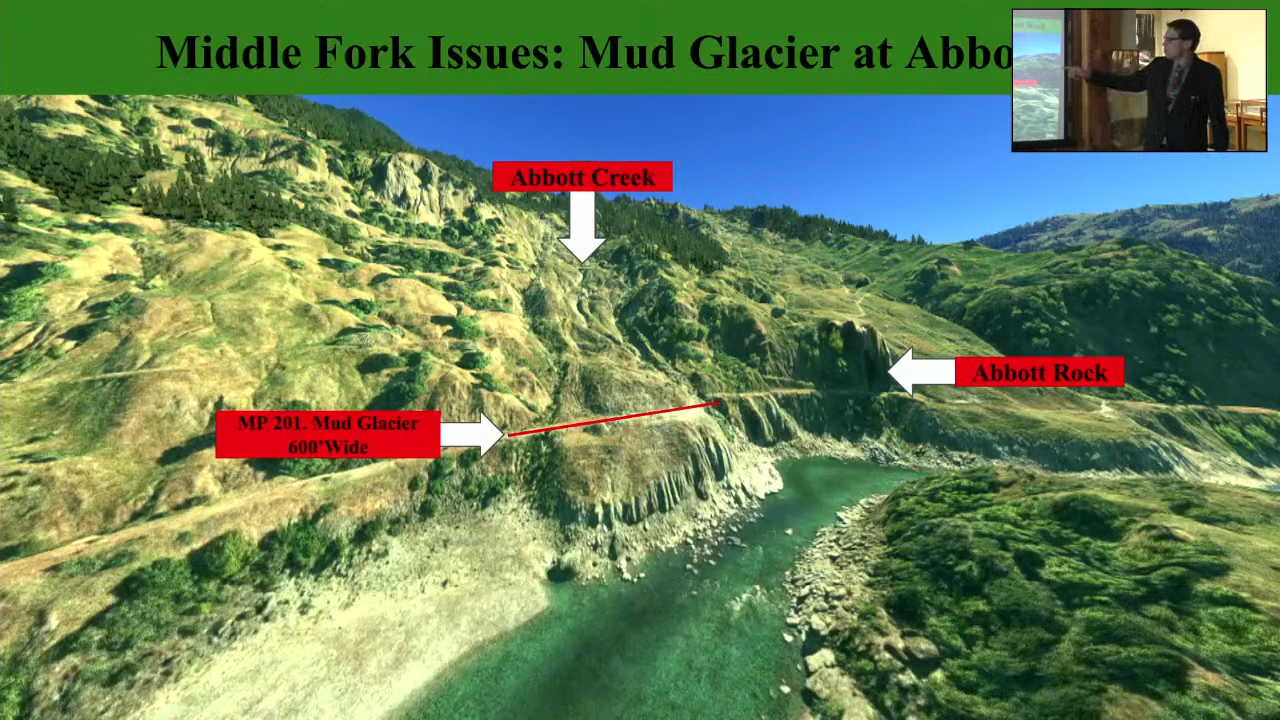 Middle Fork Issues: Mud Glacier at Abbo
Abbott Creek
Abbott Rock
MP 201. Mud Glacier
600'Wide